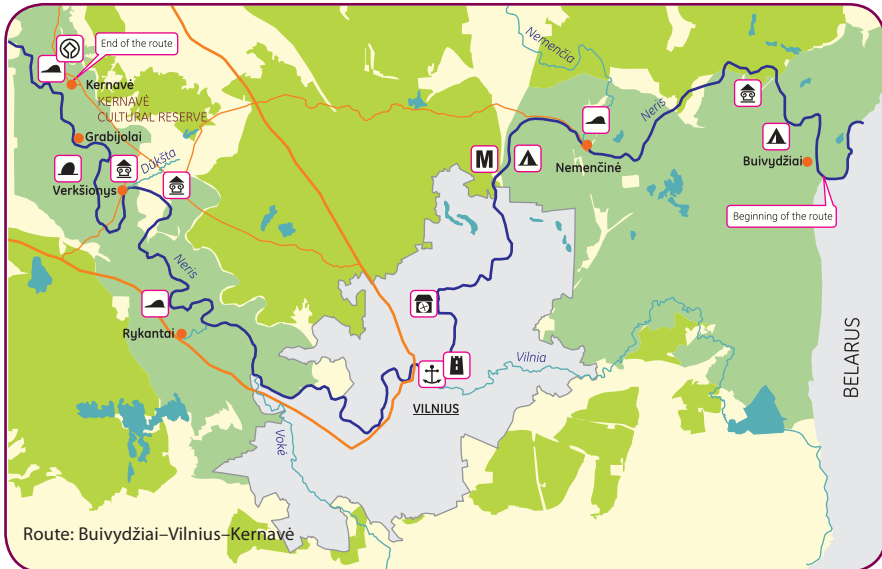 End of the route
Kernavė
KERNAVĖ
CULTURAL RESERVE
Grabijolai
Dūkšta
Verkšionys
Neris
Rykantai
Nemenčia
Neris
M
Nemenčinė
Buivydžiai
Beginning of the route
Vilnia
VILNIUS
Vokė
BELARUS
Route: Buivydžiai–Vilnius–Kernavė